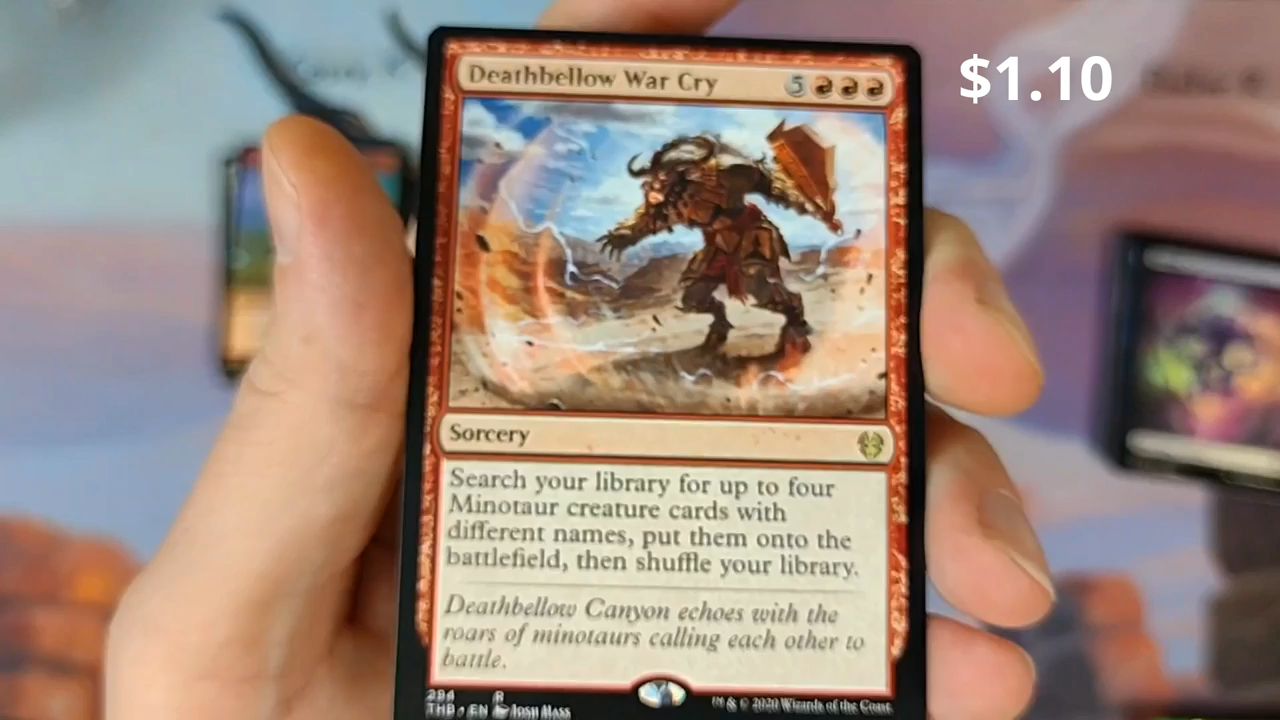 Deathbellow War Cry 5
$1.10
Sorcery
Search your library for up to four
Minotaur creature cards with
different names, put them onto the
battlefield, then shuffle your library.
Deathbellow Canyon echoes with the
roars of minotaurs calling each other to
battle.
294 R
THB • EN Josh Hass
™ & © 2020 Wizards of the Coast